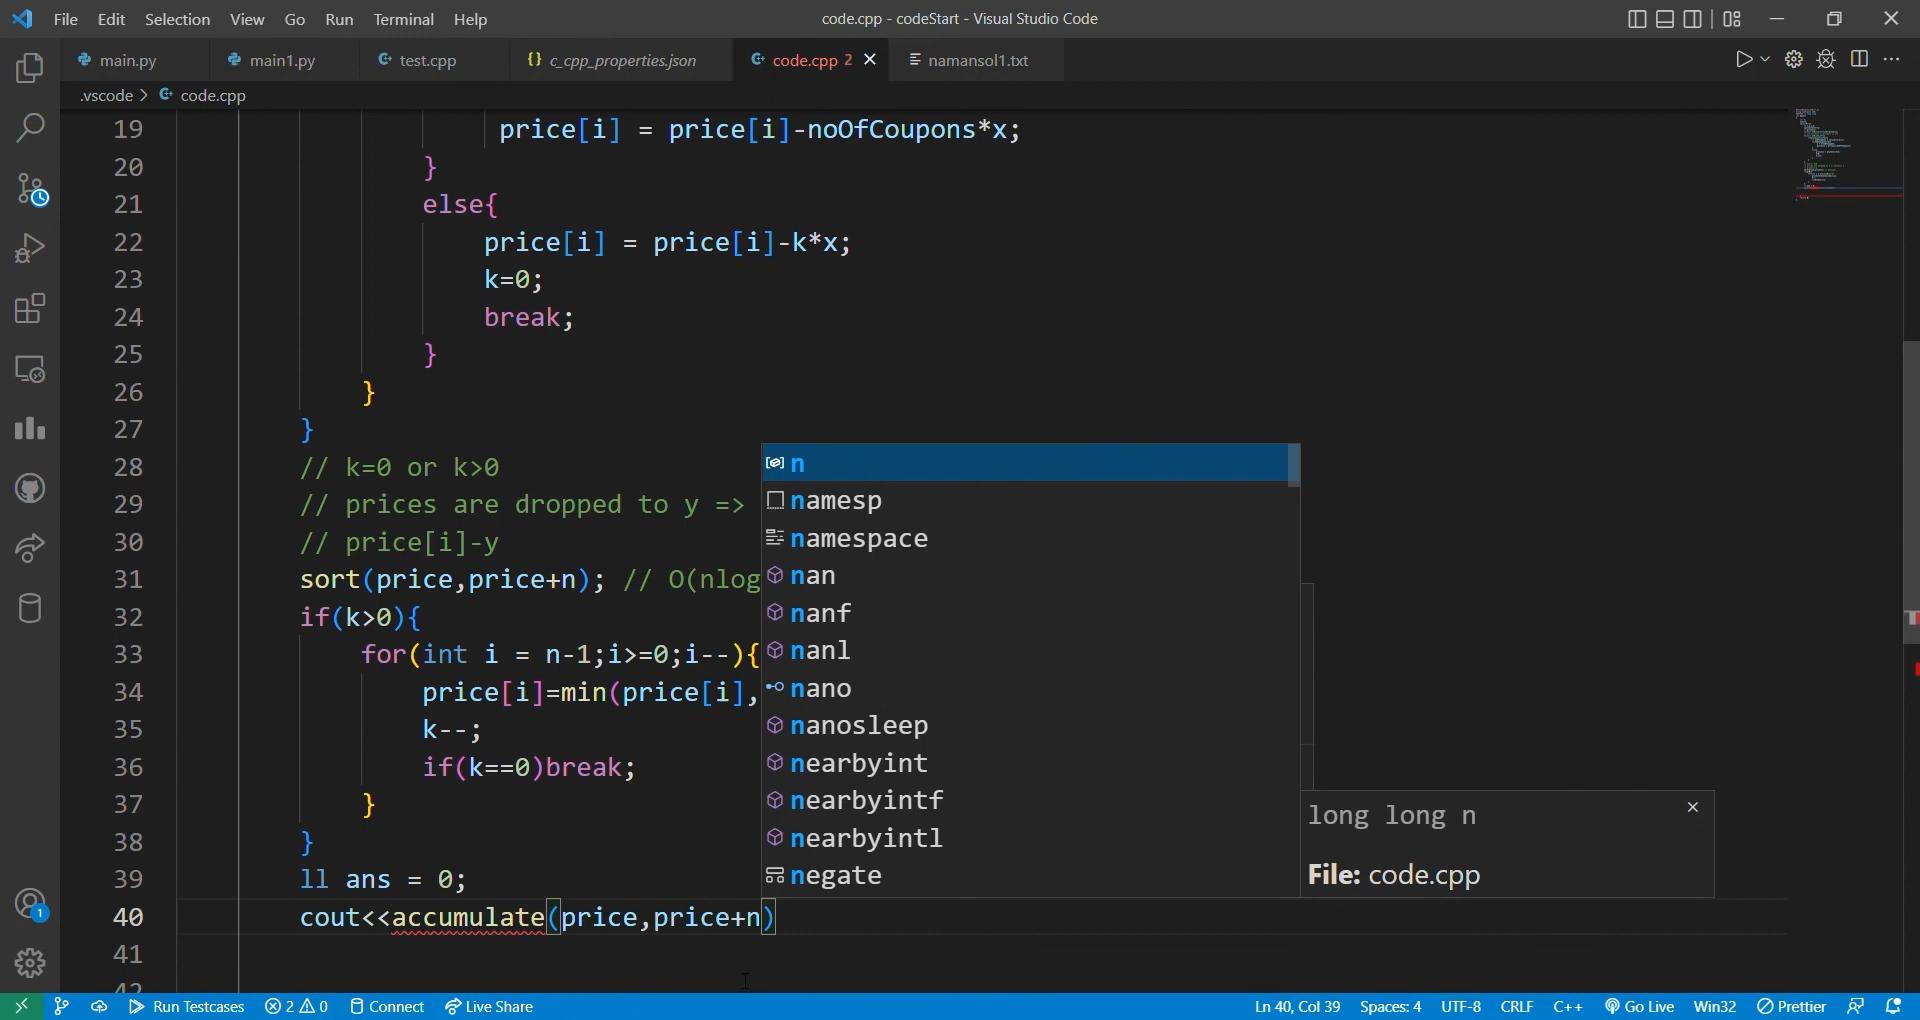 File Edit Selection View Go Run Terminal Help code.cpp - codeStart - Visual Studio Code
main.py main1.py test.cpp {} c_cpp_properties.json code.cpp 2 namansol1.txt
.vscode > code.cpp
19 price[i] = price[i]-noOfCoupons*x;
20 }
21 else{
22 price[i] = price[i]-k*x;
23 k=0;
24 break;
25 }
26 }
27 }
28 // k=0 or k>0
29 // prices are dropped to y =>
30 // price[i]-y
31 sort(price,price+n); // O(nlog
32 if(k>0){
33 for(int i = n-1;i>=0;i--){
34 price[i]=min(price[i],
35 k--;
36 if(k==0)break;
37 }
38 }
39 ll ans = 0;
40 cout<<accumulate(price,price+n)
41
42
n
namesp
namespace
nan
nanf
nanl
nano
nanosleep
nearbyint
nearbyintf
nearbyintl
negate
long long n
File: code.cpp
1
Run Testcases 2 0 Connect Live Share Ln 40, Col 39 Spaces: 4 UTF-8 CRLF C++ Go Live Win32 Prettier